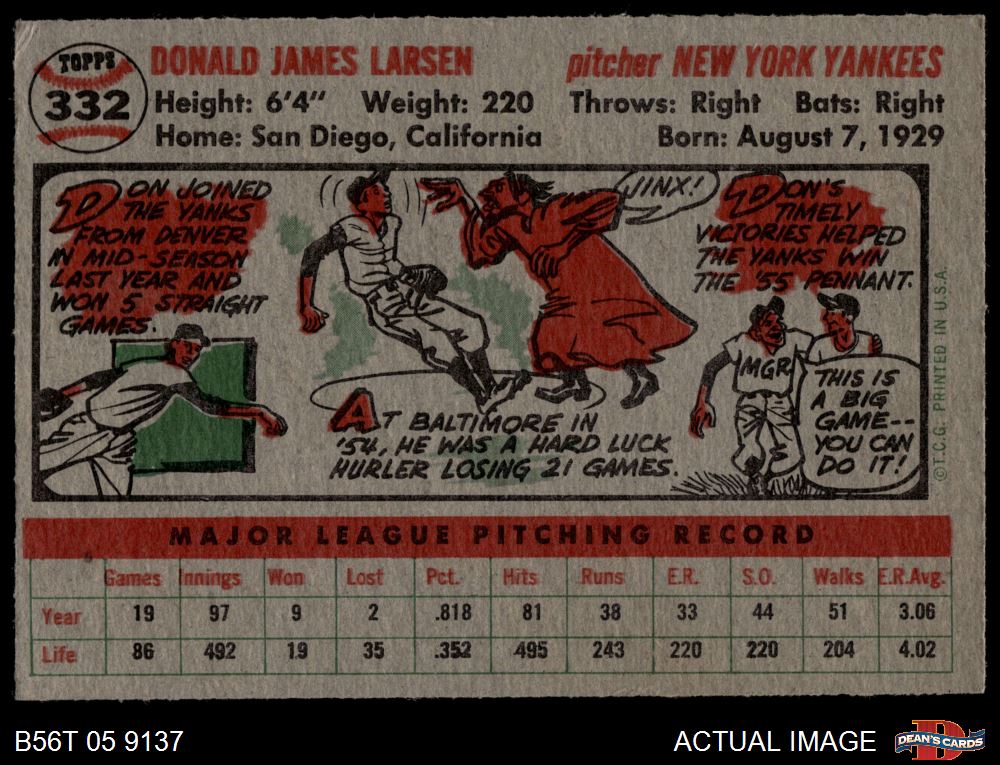 TOPPS
332
DONALD JAMES LARSEN
pitcher NEW YORK YANKEES
Height: 6'4" Weight: 220 Throws: Right Bats: Right
Home: San Diego, California Born: August 7, 1929
DON JOINED
THE YANKS
FROM DENVER
IN MID-SEASON
LAST YEAR AND
WON 5 STRAIGHT
GAMES.
JINX!
AT BALTIMORE IN
'54, HE WAS A HARD LUCK
HURLER LOSING 21 GAMES.
DON'S
TIMELY
VICTORIES HELPED
THE YANKS WIN
THE '55 PENNANT.
MGR
THIS IS
A BIG
GAME--
YOU CAN
DO IT!
©T.C.G. PRINTED IN U.S.A.
MAJOR LEAGUE PITCHING RECORD
Games Innings Won Lost Pct. Hits Runs E.R. S.O. Walks E.R.Avg.
Year 19 97 9 2 .818 81 38 33 44 51 3.06
Life 86 492 19 35 .352 495 243 220 220 204 4.02
B56T 05 9137
ACTUAL IMAGE
DEAN'S CARDS